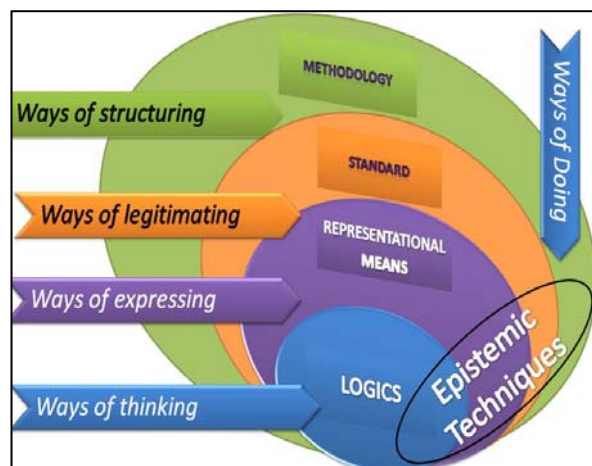 METHODOLOGY
Ways of structuring
STANDARD
Ways of legitimating
REPRESENTATIONAL
MEANS
Ways of expressing
LOGICS
Ways of thinking
Epistemic
Techniques
Ways of Doing